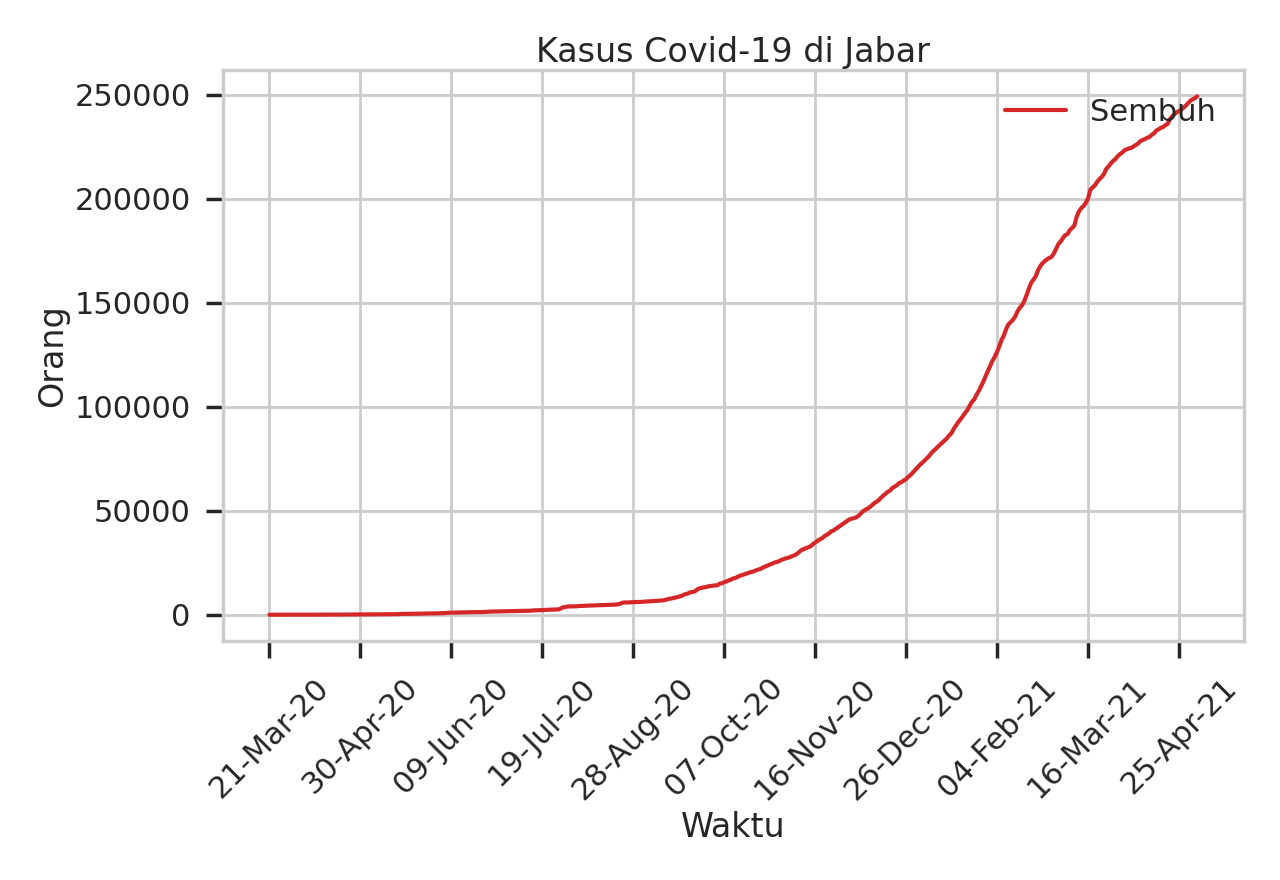 Kasus Covid-19 di Jabar
Sembuh
Orang
250000
200000
150000
100000
50000
0
21-Mar-20
30-Apr-20
09-Jun-20
19-Jul-20
28-Aug-20
07-Oct-20
16-Nov-20
26-Dec-20
04-Feb-21
16-Mar-21
25-Apr-21
Waktu